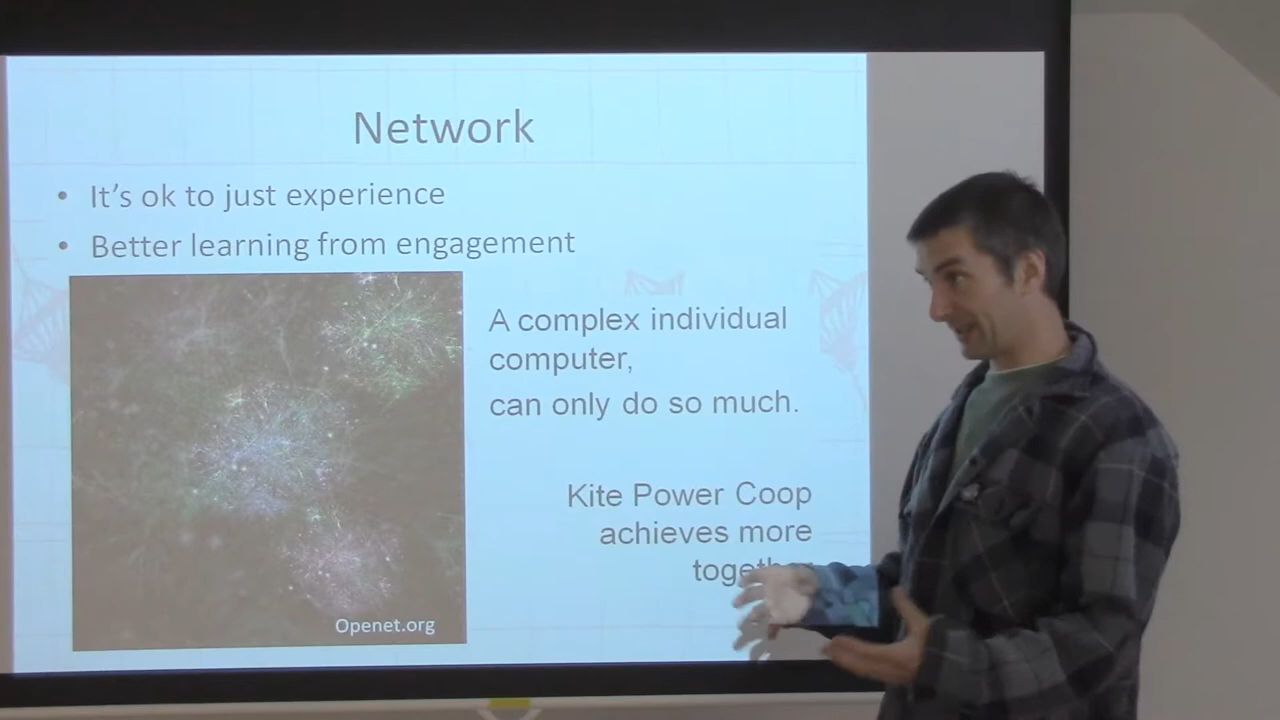 Network
• It's ok to just experience
• Better learning from engagement
A complex individual
computer,
can only do so much.
Kite Power Coop
achieves more
together
Openet.org